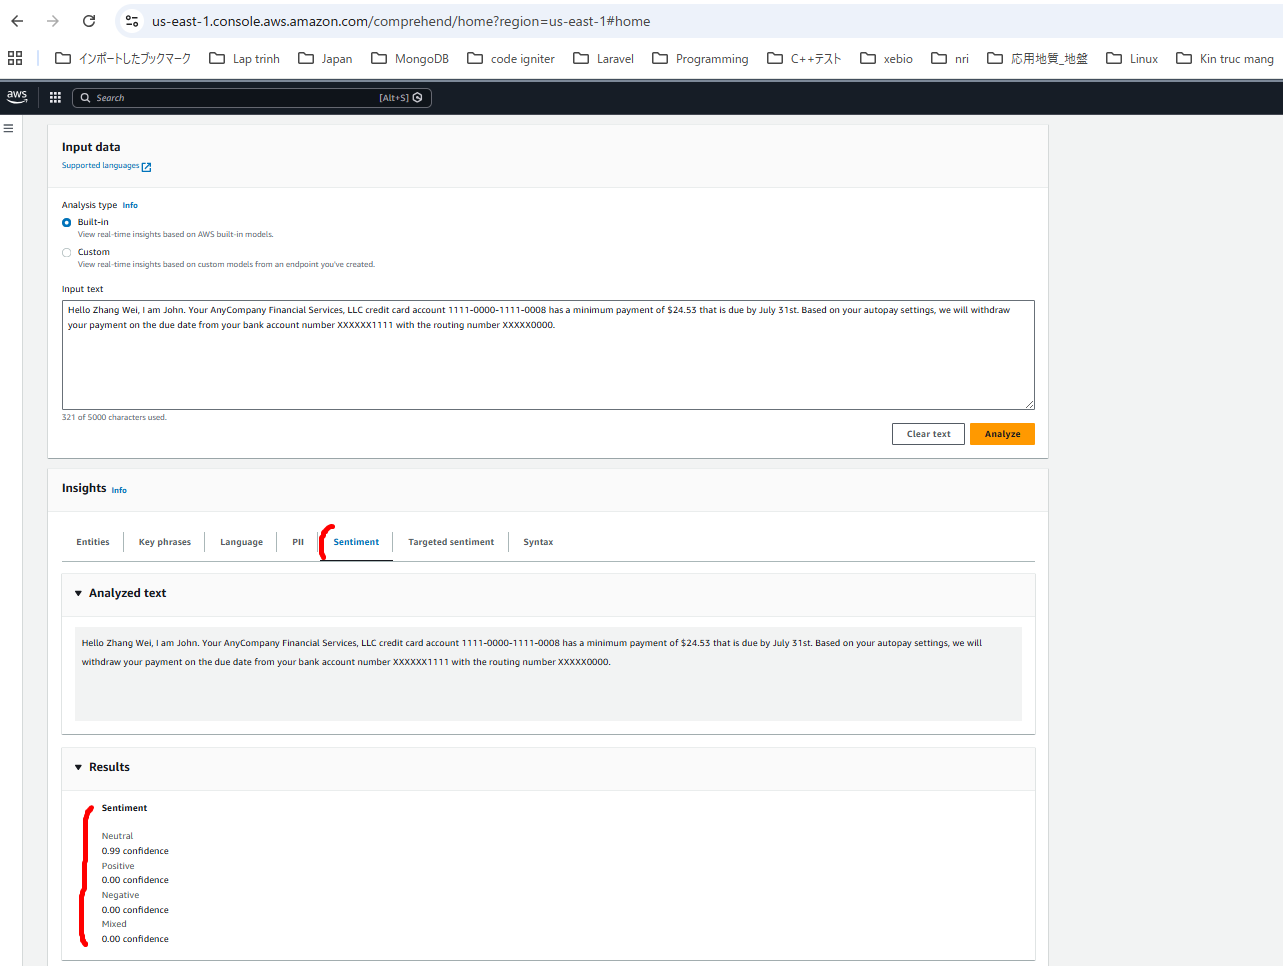 us-east-1.console.aws.amazon.com/comprehend/home?region=us-east-1#home
インポートしたブックマーク Lap trinh Japan MongoDB code igniter Laravel Programming C++テスト xebio nri 応用地質_地盤 Linux Kin truc mang
aws Search [Alt+S]
Input data
Supported languages
Analysis type Info
Built-in
View real-time insights based on AWS built-in models.
Custom
View real-time insights based on custom models from an endpoint you've created.
Input text
Hello Zhang Wei, I am John. Your AnyCompany Financial Services, LLC credit card account 1111-0000-1111-0008 has a minimum payment of $24.53 that is due by July 31st. Based on your autopay settings, we will withdraw
your payment on the due date from your bank account number XXXXXX1111 with the routing number XXXXX0000.
321 of 5000 characters used.
Clear text Analyze
Insights Info
Entities Key phrases Language PII Sentiment Targeted sentiment Syntax
Analyzed text
Hello Zhang Wei, I am John. Your AnyCompany Financial Services, LLC credit card account 1111-0000-1111-0008 has a minimum payment of $24.53 that is due by July 31st. Based on your autopay settings, we will
withdraw your payment on the due date from your bank account number XXXXXX1111 with the routing number XXXXX0000.
Results
Sentiment
Neutral
0.99 confidence
Positive
0.00 confidence
Negative
0.00 confidence
Mixed
0.00 confidence